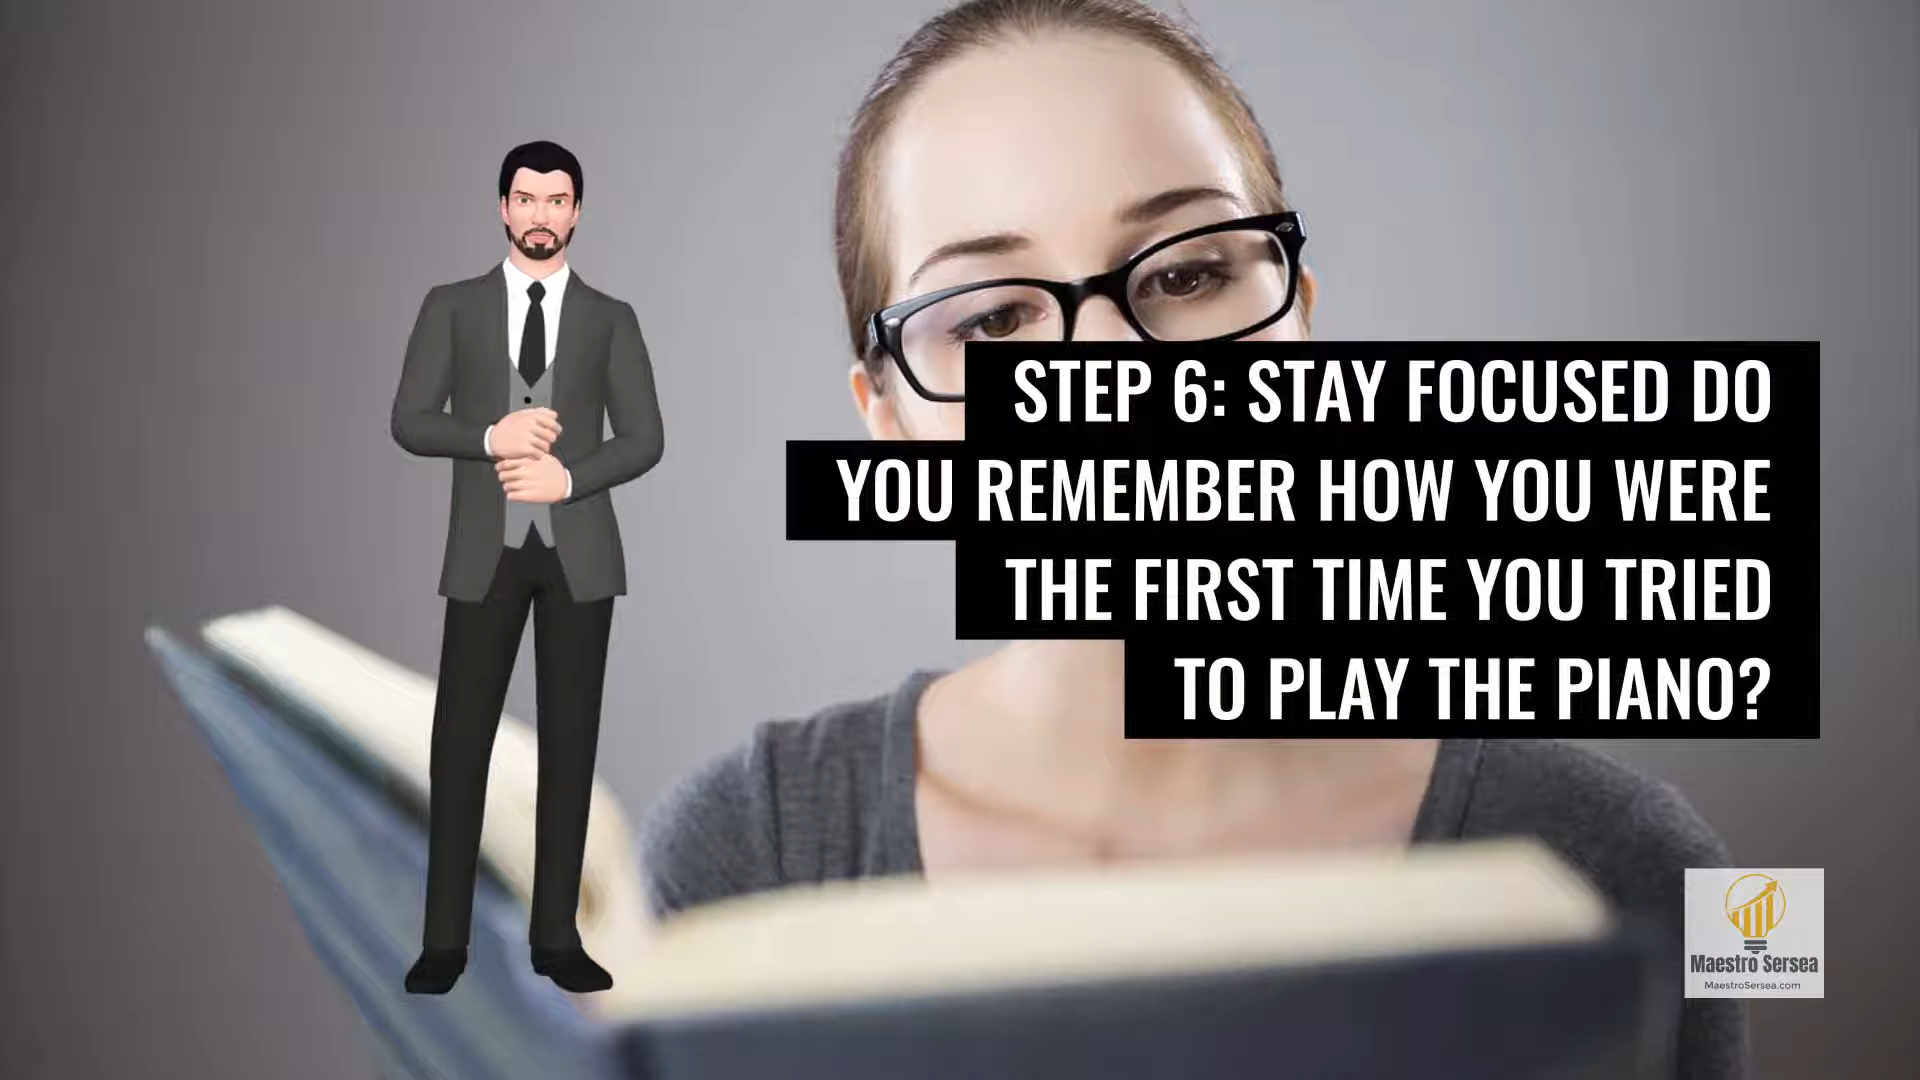 STEP 6: STAY FOCUSED DO
YOU REMEMBER HOW YOU WERE
THE FIRST TIME YOU TRIED
TO PLAY THE PIANO?
Maestro Sersea
MaestroSersea.com